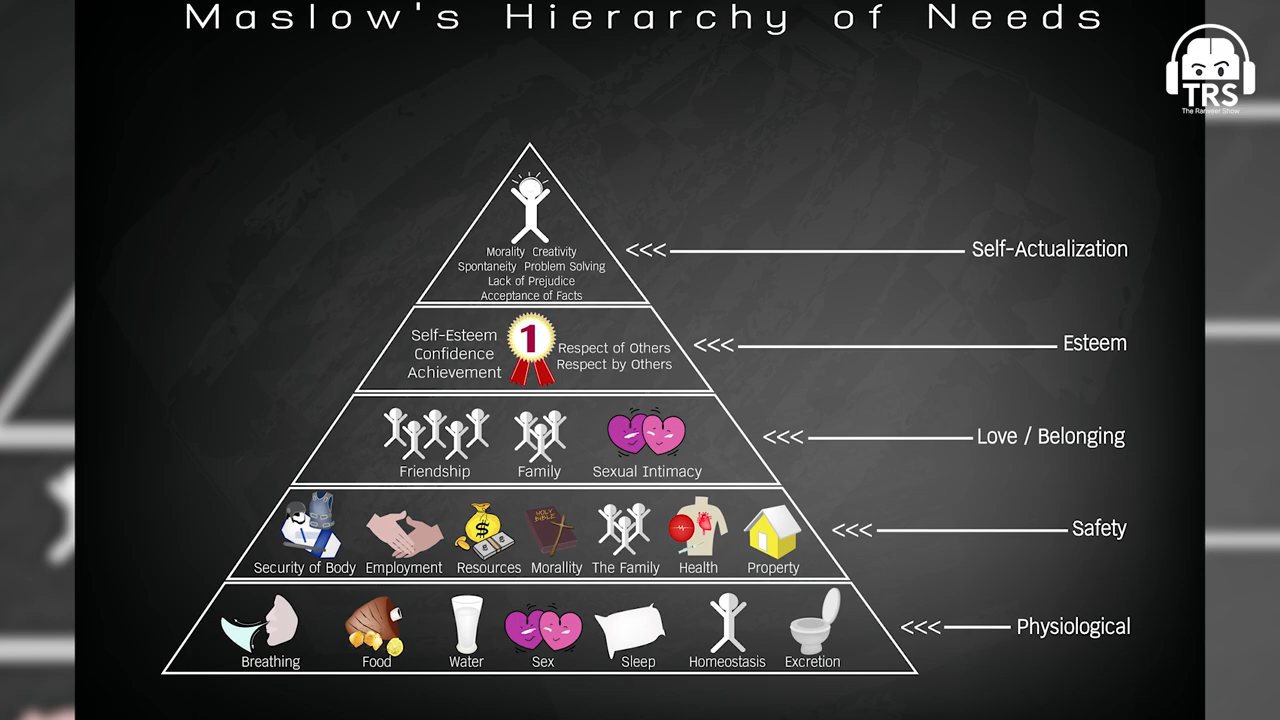 Maslow's Hierarchy of Needs
TRS
The Ranveer Show
Morality Creativity
Spontaneity Problem Solving
Lack of Prejudice
Acceptance of Facts
Self-Actualization
Self-Esteem
Confidence
Achievement
1
Respect of Others
Respect by Others
Esteem
Friendship Family Sexual Intimacy
Love / Belonging
HOLY
BIBLE
$
Security of Body Employment Resources Morallity The Family Health Property
Safety
Breathing Food Water Sex Sleep Homeostasis Excretion
Physiological